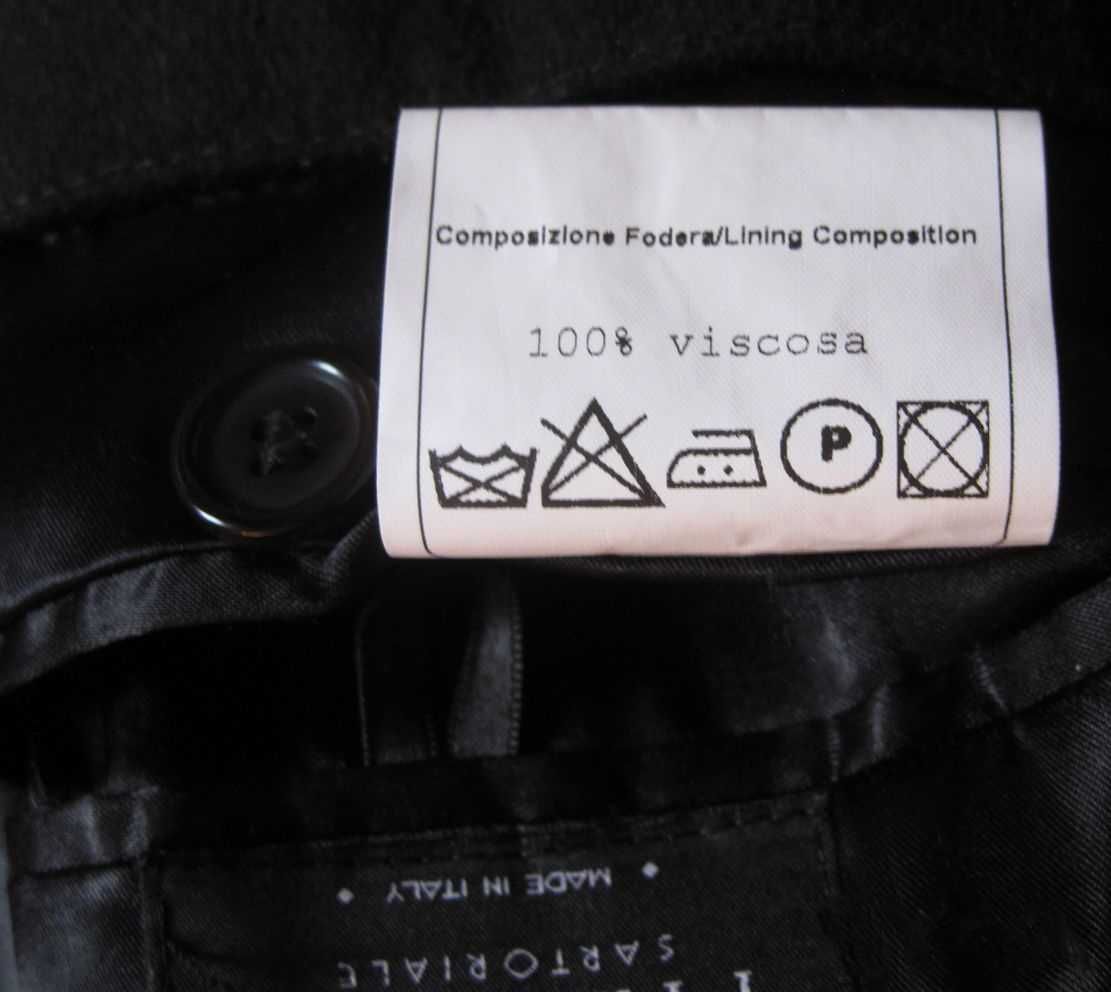 Composizione Fodera/Lining Composition
100% viscosa
P
MADE IN ITALY
SARTORIALE